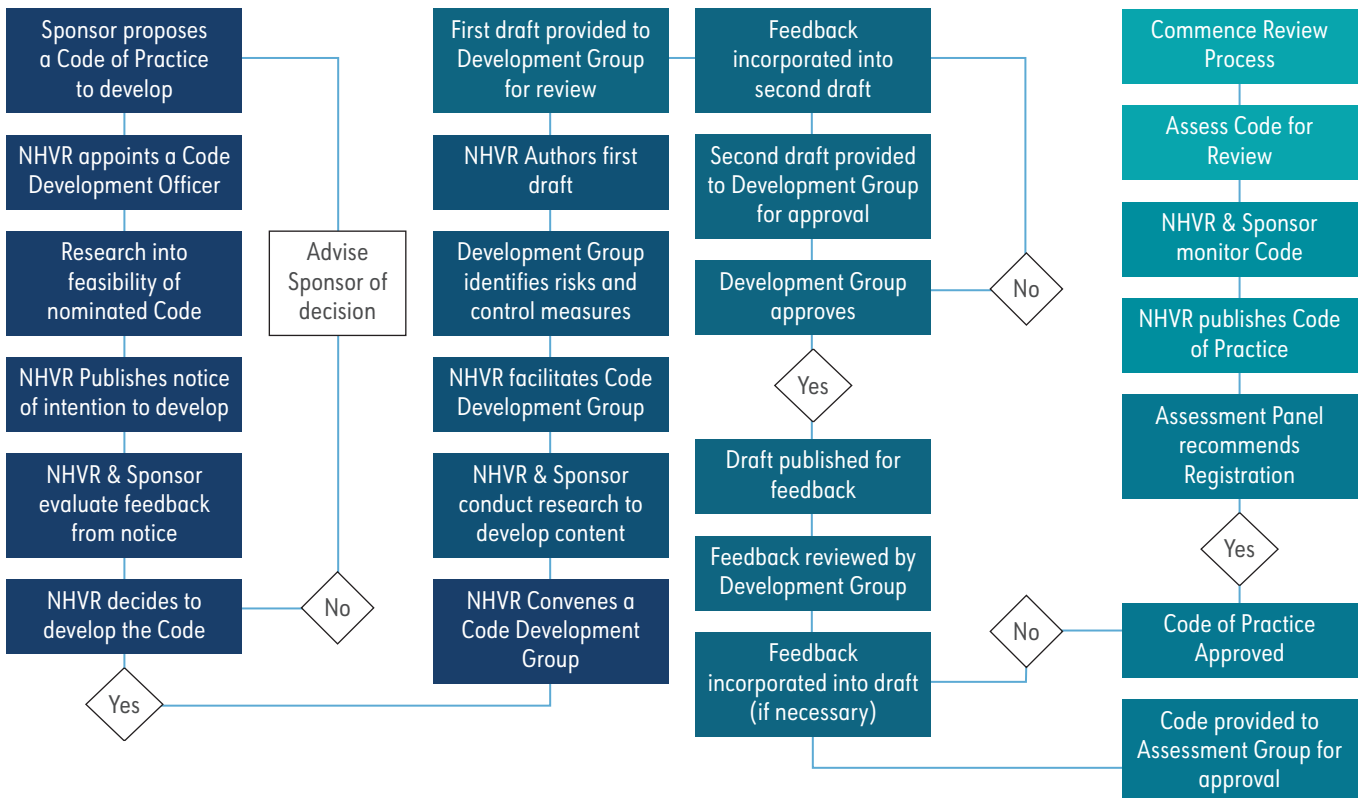 Sponsor proposes
a Code of Practice
to develop
NHVR appoints a Code
Development Officer
Research into
feasibility of
nominated Code
NHVR Publishes notice
of intention to develop
NHVR & Sponsor
evaluate feedback
from notice
NHVR decides to
develop the Code
Yes
Advise
Sponsor of
decision
No
First draft provided to
Development Group
for review
NHVR Authors first
draft
Development Group
identifies risks and
control measures
NHVR facilitates Code
Development Group
NHVR & Sponsor
conduct research to
develop content
NHVR Convenes a
Code Development
Group
Feedback
incorporated into
second draft
Second draft provided
to Development Group
for approval
Development Group
approves
No
Yes
Draft published for
feedback
Feedback reviewed by
Development Group
Feedback
incorporated into draft
(if necessary)
No
Commence Review
Process
Assess Code for
Review
NHVR & Sponsor
monitor Code
NHVR publishes Code
of Practice
Assessment Panel
recommends
Registration
Yes
Code of Practice
Approved
Code provided to
Assessment Group for
approval